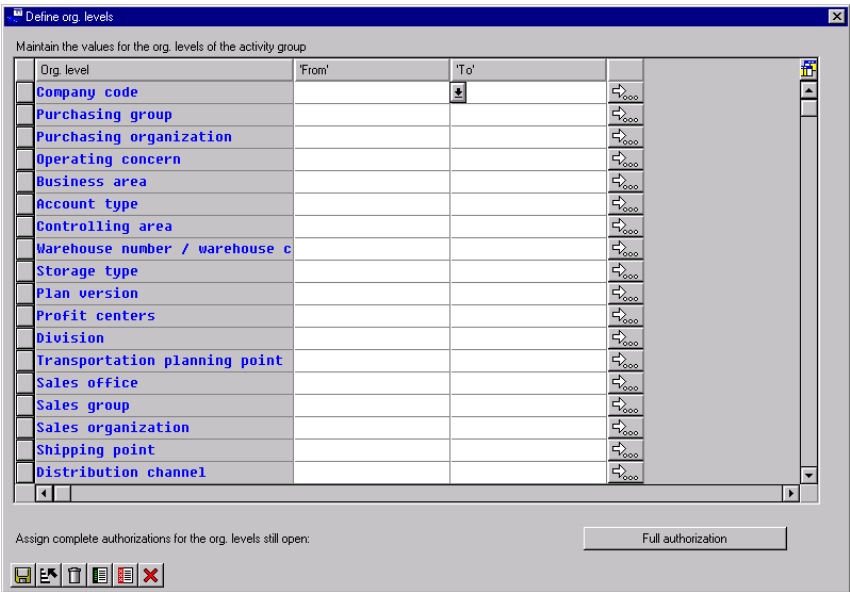 Define org. levels
Maintain the values for the org. levels of the activity group
Org. level 'From' 'To'
Company code
Purchasing group
Purchasing organization
Operating concern
Business area
Account type
Controlling area
Warehouse number / warehouse c
Storage type
Plan version
Profit centers
Division
Transportation planning point
Sales office
Sales group
Sales organization
Shipping point
Distribution channel
Assign complete authorizations for the org. levels still open: Full authorization